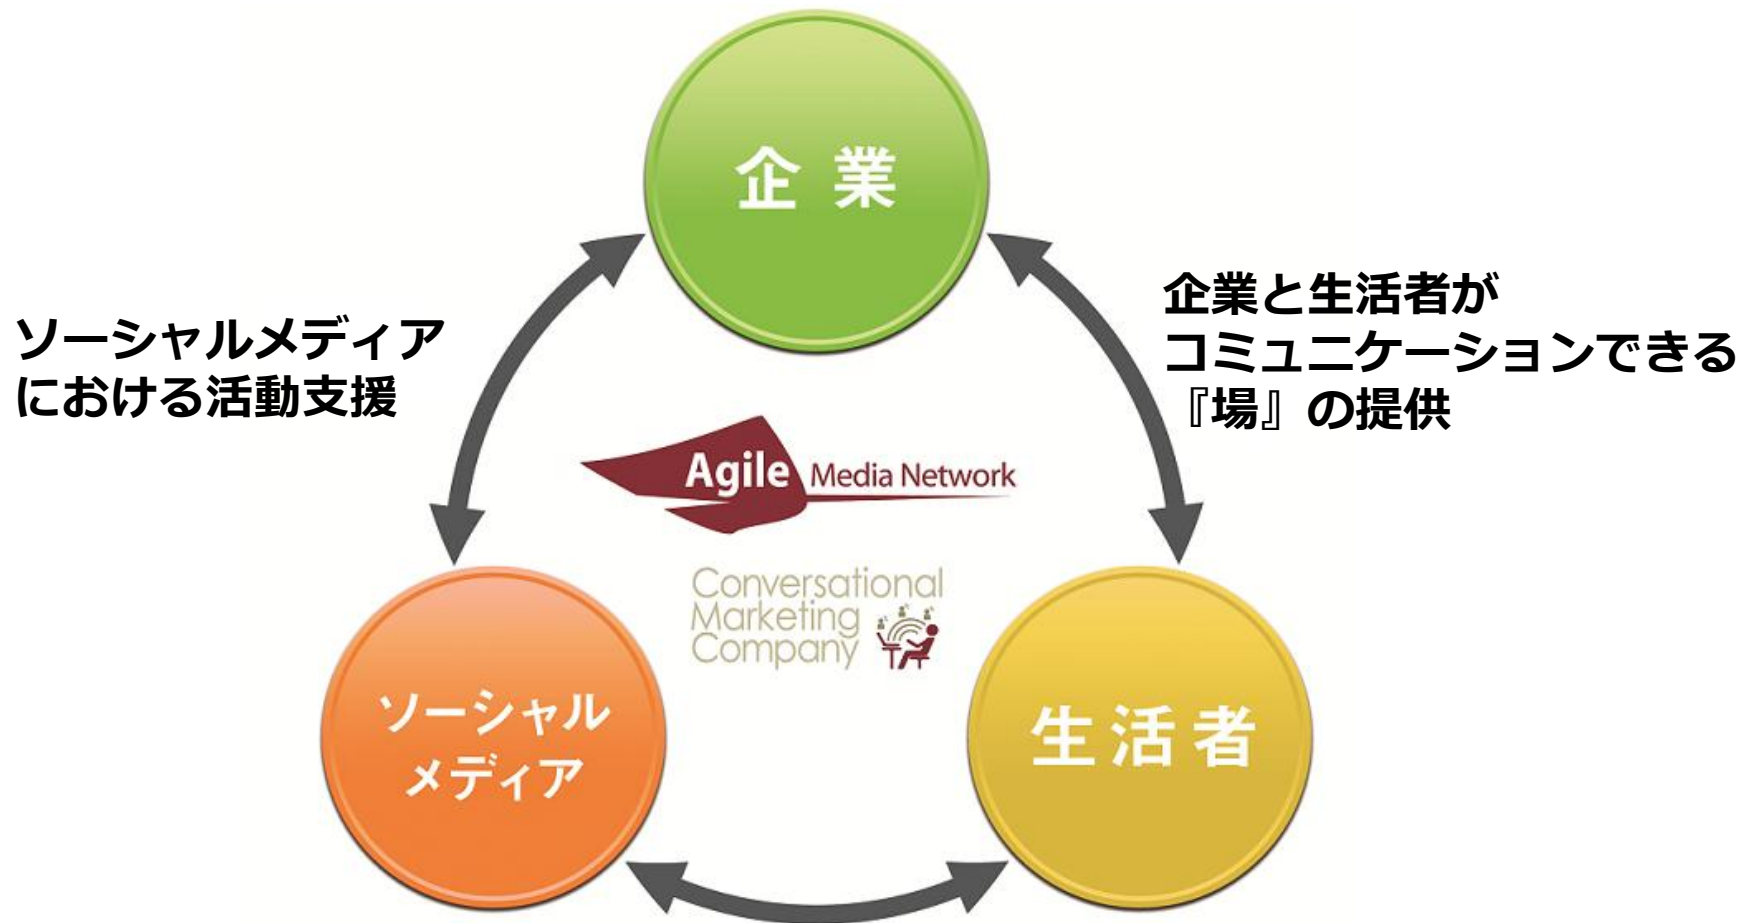 企業
ソーシャルメディア
における活動支援
企業と生活者が
コミュニケーションできる
『場』の提供
Agile Media Network
Conversational
Marketing
Company
ソーシャル
メディア
生活者